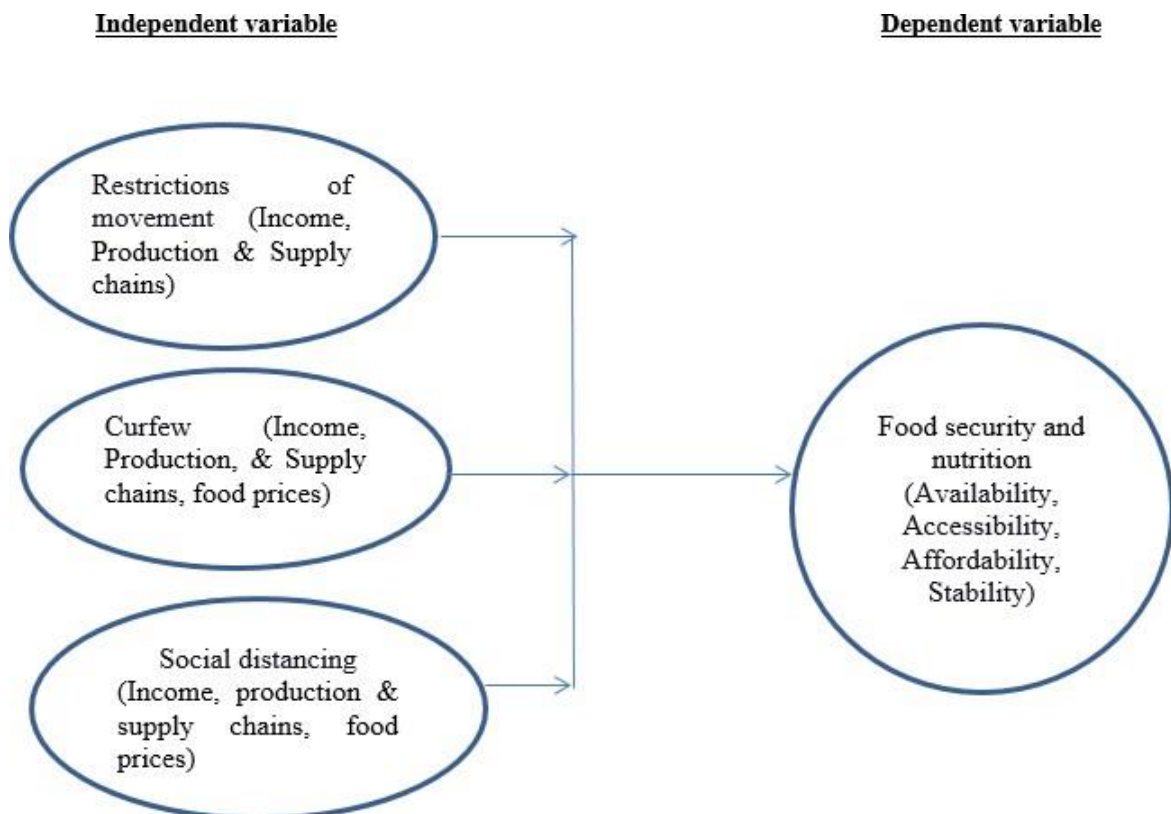 Independent variable
Dependent variable
Restrictions of
movement (Income,
Production & Supply
chains)
Curfew (Income,
Production, & Supply
chains, food prices)
Social distancing
(Income, production &
supply chains, food
prices)
Food security and
nutrition
(Availability,
Accessibility,
Affordability,
Stability)